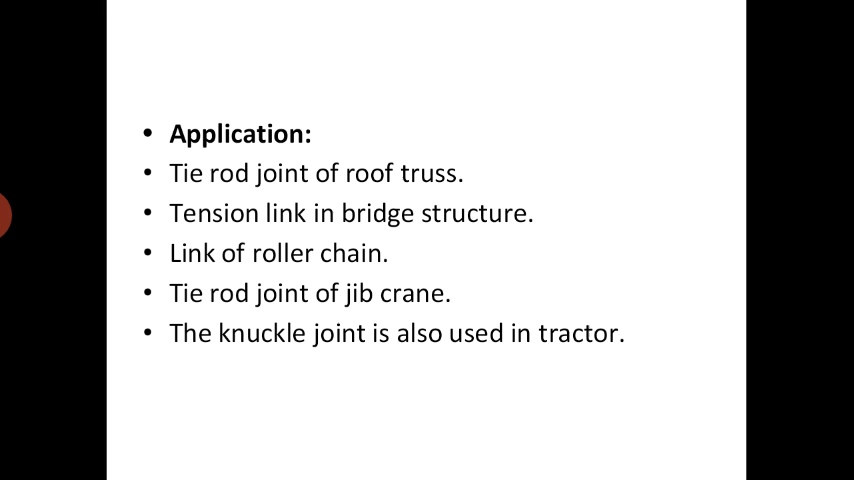 • Application:
• Tie rod joint of roof truss.
• Tension link in bridge structure.
• Link of roller chain.
• Tie rod joint of jib crane.
• The knuckle joint is also used in tractor.